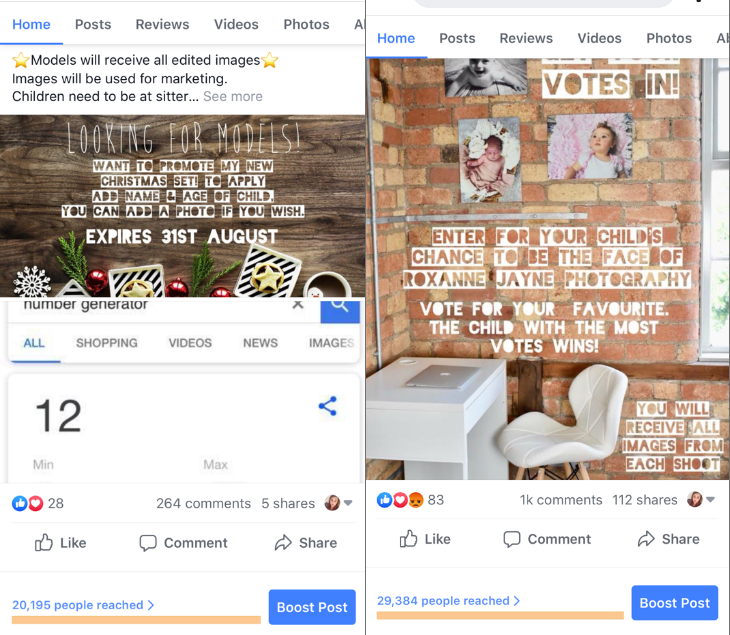 Home Posts Reviews Videos Photos A
⭐Models will receive all edited images⭐
Images will be used for marketing.
Children need to be at sitter... See more
LOOKING FOR MODELS!
WANT TO PROMOTE MY NEW
CHRISTMAS SET! TO APPLY
ADD NAME & AGE OF CHILD.
YOU CAN ADD A PHOTO IF YOU WISH.
EXPIRES 31ST AUGUST
number generator
ALL SHOPPING VIDEOS NEWS IMAGES
12
Min Max
28 264 comments 5 shares
Like Comment Share
20,195 people reached
Boost Post
Home Posts Reviews Videos Photos Al
VOTES IN!
ENTER FOR YOUR CHILD'S
CHANCE TO BE THE FACE OF
ROXANNE JAYNE PHOTOGRAPHY
VOTE FOR YOUR FAVOURITE.
THE CHILD WITH THE MOST
VOTES WINS!
YOU WILL
RECEIVE ALL
IMAGES FROM
EACH SHOOT
83 1k comments 112 shares
Like Comment Share
29,384 people reached
Boost Post